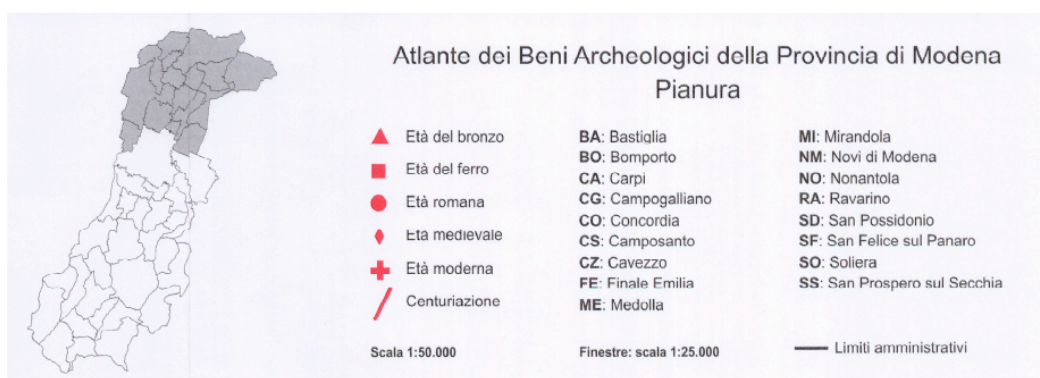 Atlante dei Beni Archeologici della Provincia di Modena
Pianura
Età del bronzo
Età del ferro
Età romana
Età medievale
Età moderna
Centuriazione
Scala 1:50.000
BA: Bastiglia
BO: Bomporto
CA: Carpi
CG: Campogalliano
CO: Concordia
CS: Camposanto
CZ: Cavezzo
FE: Finale Emilia
ME: Medolla
Finestre: scala 1:25.000
MI: Mirandola
NM: Novi di Modena
NO: Nonantola
RA: Ravarino
SD: San Possidonio
SF: San Felice sul Panaro
SO: Soliera
SS: San Prospero sul Secchia
Limiti amministrativi